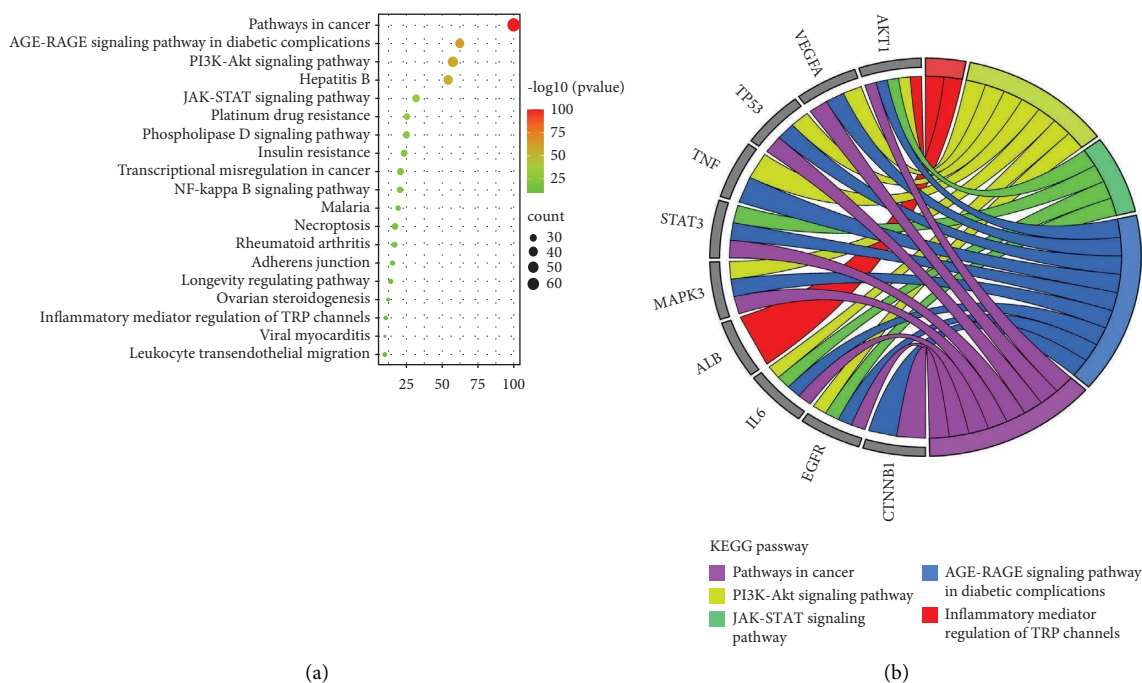 Pathways in cancer
AGE-RAGE signaling pathway in diabetic complications
PI3K-Akt signaling pathway
Hepatitis B
JAK-STAT signaling pathway
Platinum drug resistance
Phospholipase D signaling pathway
Insulin resistance
Transcriptional misregulation in cancer
NF-kappa B signaling pathway
Malaria
Necroptosis
Rheumatoid arthritis
Adherens junction
Longevity regulating pathway
Ovarian steroidogenesis
Inflammatory mediator regulation of TRP channels
Viral myocarditis
Leukocyte transendothelial migration
25 50 75 100
-log10 (pvalue)
100
75
50
25
count
30
40
50
60
(a)
AKT1
VEGFA
TP53
TNF
STAT3
MAPK3
ALB
IL6
EGFR
CTNNB1
KEGG passway
Pathways in cancer
PI3K-Akt signaling pathway
JAK-STAT signaling
pathway
AGE-RAGE signaling pathway
in diabetic complications
Inflammatory mediator
regulation of TRP channels
(b)